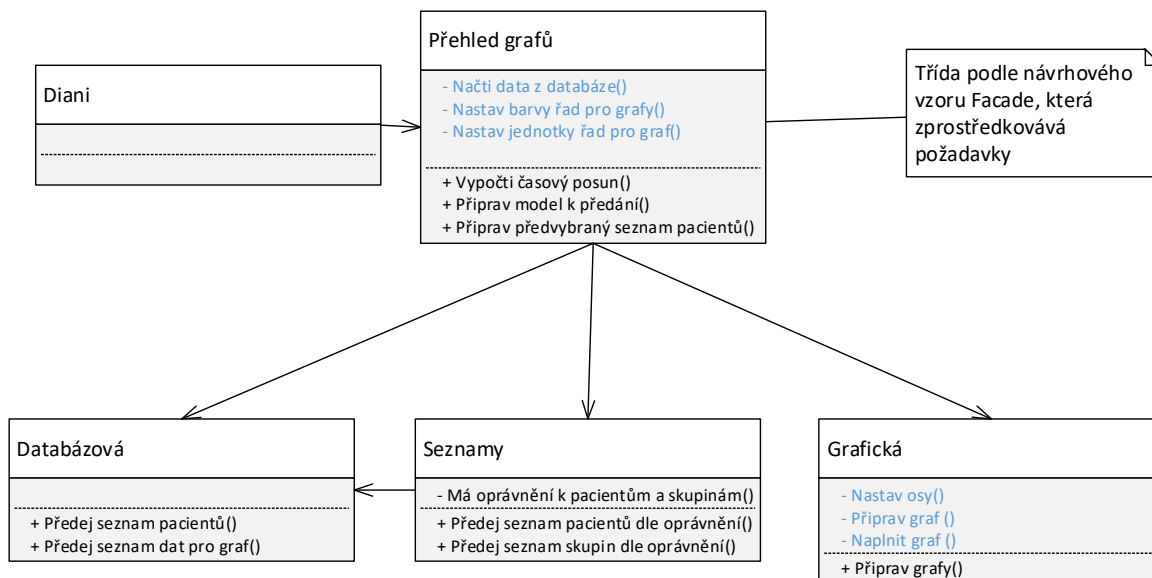 Diani
Přehled grafů
- Načti data z databáze()
- Nastav barvy řad pro grafy()
- Nastav jednotky řad pro graf()
+ Vypočti časový posun()
+ Připrav model k předání()
+ Připrav předvybraný seznam pacientů()
Třída podle návrhového
vzoru Facade, která
zprostředkovává
požadavky
Databázová
+ Předej seznam pacientů()
+ Předej seznam dat pro graf()
Seznamy
- Má oprávnění k pacientům a skupinám()
+ Předej seznam pacientů dle oprávnění()
+ Předej seznam skupin dle oprávnění()
Grafická
- Nastav osy()
- Připrav graf ()
- Naplnit graf ()
+ Připrav grafy()